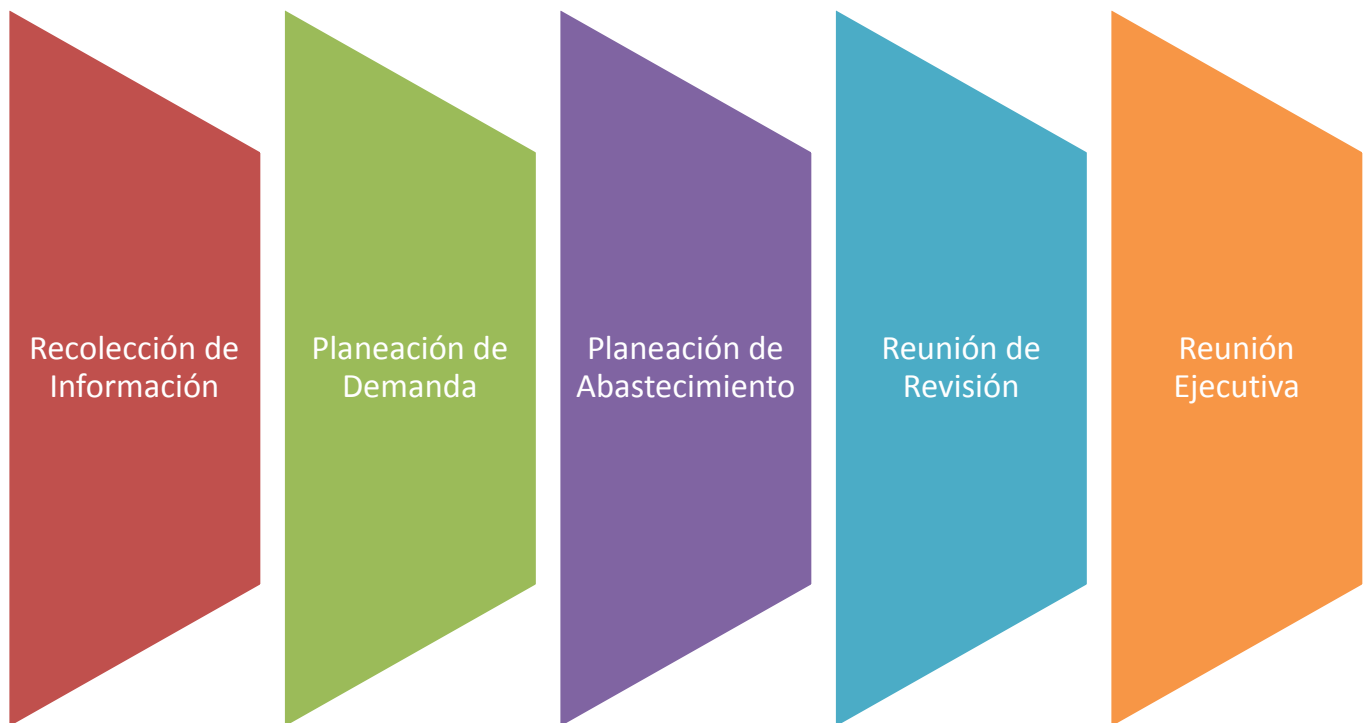 Recolección de
Información
Planeación de
Demanda
Planeación de
Abastecimiento
Reunión de
Revisión
Reunión
Ejecutiva